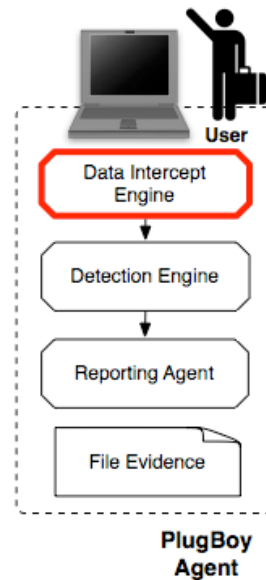 User
Data Intercept
Engine
Detection Engine
Reporting Agent
File Evidence
PlugBoy
Agent